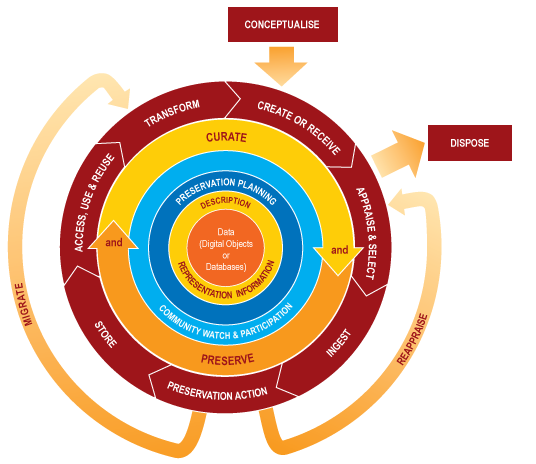 CONCEPTUALISE
CREATE OR RECEIVE
DISPOSE
APPRAISE & SELECT
INGEST
PRESERVATION ACTION
STORE
ACCESS, USE & REUSE
TRANSFORM
CURATE
and
PRESERVE
and
COMMUNITY WATCH & PARTICIPATION
PRESERVATION PLANNING
DESCRIPTION
REPRESENTATION INFORMATION
Data
(Digital Objects
or
Databases)
MIGRATE
REAPPRAISE